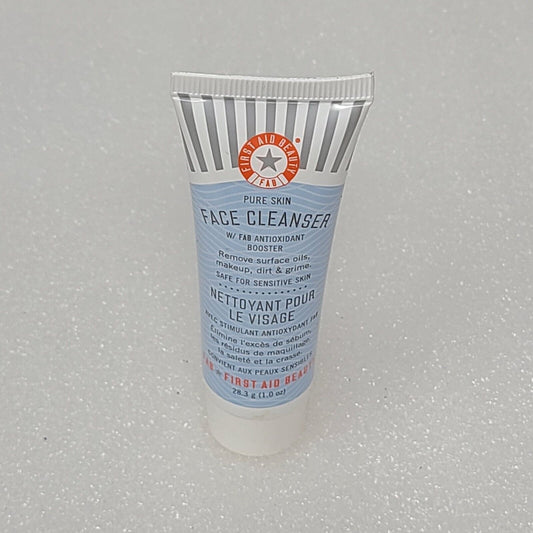 FIRST AID BEAUTY
FAB
PURE SKIN
FACE CLEANSER
W/ FAB ANTIOXIDANT
BOOSTER
Remove surface oils,
makeup, dirt & grime.
SAFE FOR SENSITIVE SKIN
NETTOYANT POUR
LE VISAGE
AVEC STIMULANT ANTIOXYDANT FAB
Élimine l'excès de sébum,
les résidus de maquillage,
la saleté et la crasse.
CONVIENT AUX PEAUX SENSIBLES
FAB ★ FIRST AID BEAUTY
28.3 g (1.0 oz)